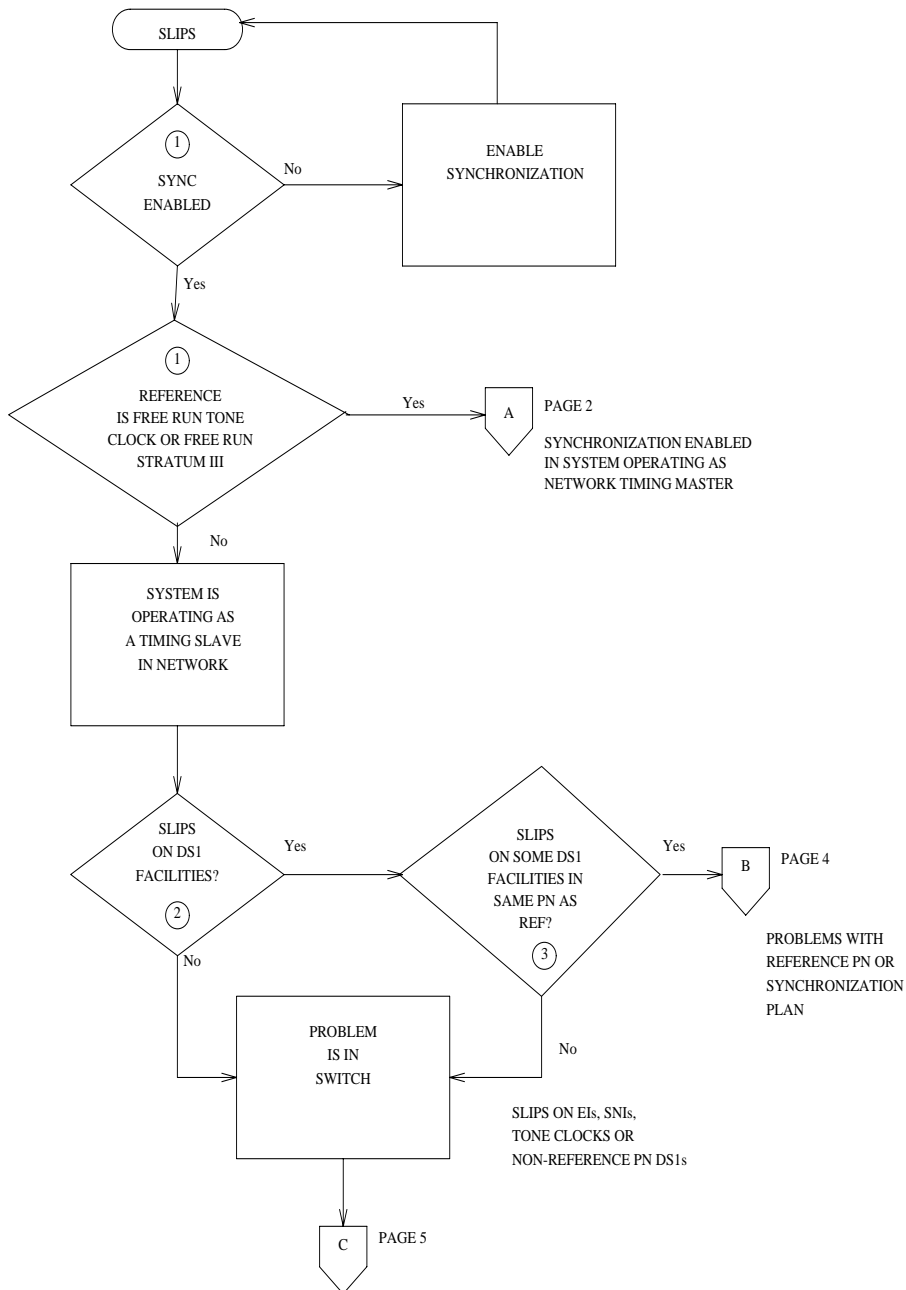 SLIPS
1
SYNC
ENABLED
No
ENABLE
SYNCHRONIZATION
Yes
1
REFERENCE
IS FREE RUN TONE
CLOCK OR FREE RUN
STRATUM III
Yes
A
PAGE 2
SYNCHRONIZATION ENABLED
IN SYSTEM OPERATING AS
NETWORK TIMING MASTER
No
SYSTEM IS
OPERATING AS
A TIMING SLAVE
IN NETWORK
SLIPS
ON DS1
FACILITIES?
2
Yes
SLIPS
ON SOME DS1
FACILITIES IN
SAME PN AS
REF?
3
Yes
B
PAGE 4
PROBLEMS WITH
REFERENCE PN OR
SYNCHRONIZATION
PLAN
No
PROBLEM
IS IN
SWITCH
No
SLIPS ON EIs, SNIs,
TONE CLOCKS OR
NON-REFERENCE PN DS1s
C
PAGE 5